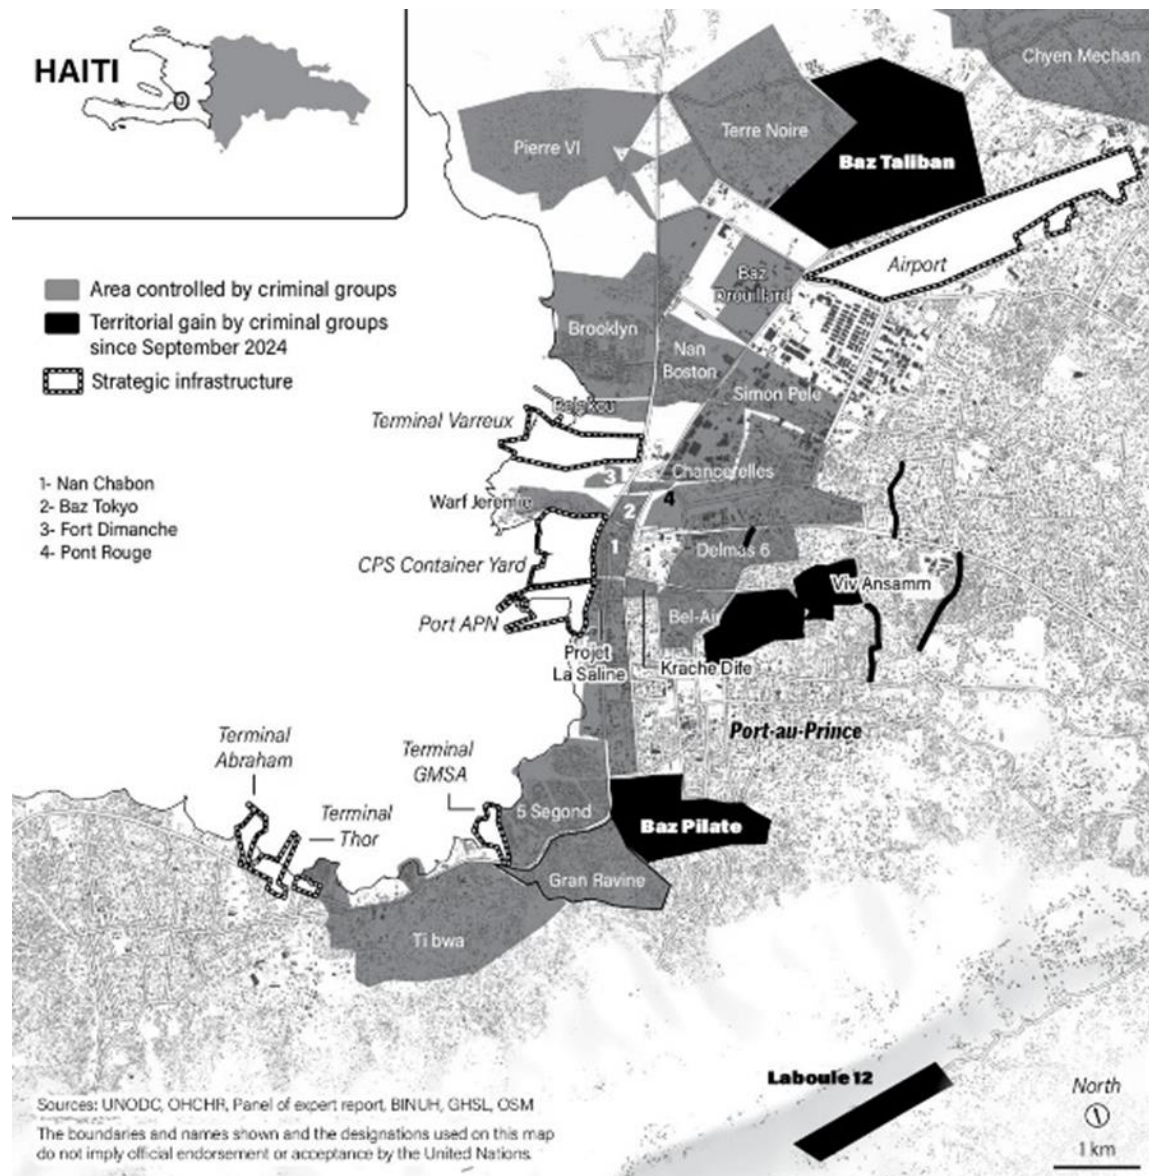 HAITI
Area controlled by criminal groups
Territorial gain by criminal groups
since September 2024
Strategic infrastructure
1- Nan Chabon
2- Baz Tokyo
3- Fort Dimanche
4- Pont Rouge
Chyen Mechan
Terre Noire
Pierre VI
Baz Taliban
Airport
Baz
Drouillard
Brooklyn
Nan
Boston
Simon Pele
Belekou
Terminal Varreux
Chancerelles
3
4
Warf Jeremie
2
1
Delmas 6
CPS Container Yard
Viv Ansamm
Port APN
Bel-Air
Projet
La Saline
Krache Dife
Port-au-Prince
Terminal
Abraham
Terminal
GMSA
Terminal
Thor
5 Segond
Baz Pilate
Gran Ravine
Ti bwa
Laboule 12
North
1 km
Sources: UNODC, OHCHR, Panel of expert report, BINUH, GHSL, OSM
The boundaries and names shown and the designations used on this map
do not imply official endorsement or acceptance by the United Nations.